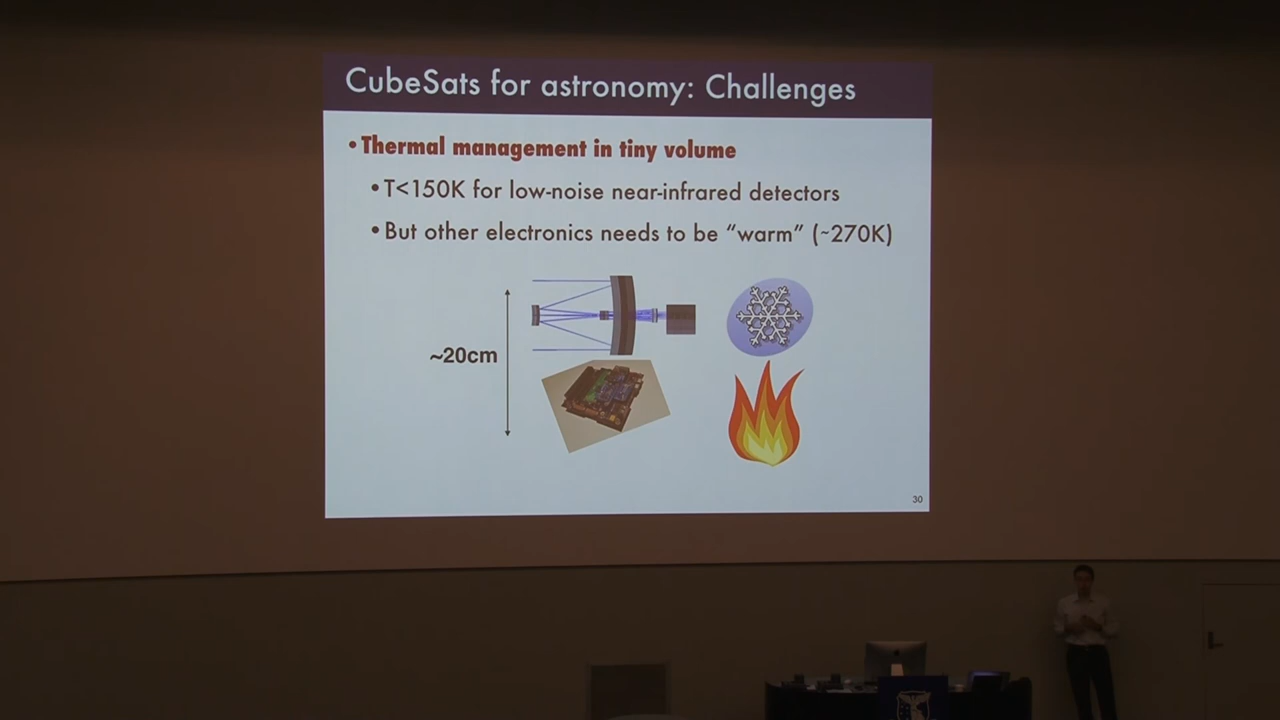 CubeSats for astronomy: Challenges
•Thermal management in tiny volume
•T<150K for low-noise near-infrared detectors
•But other electronics needs to be “warm” (~270K)
~20cm
30